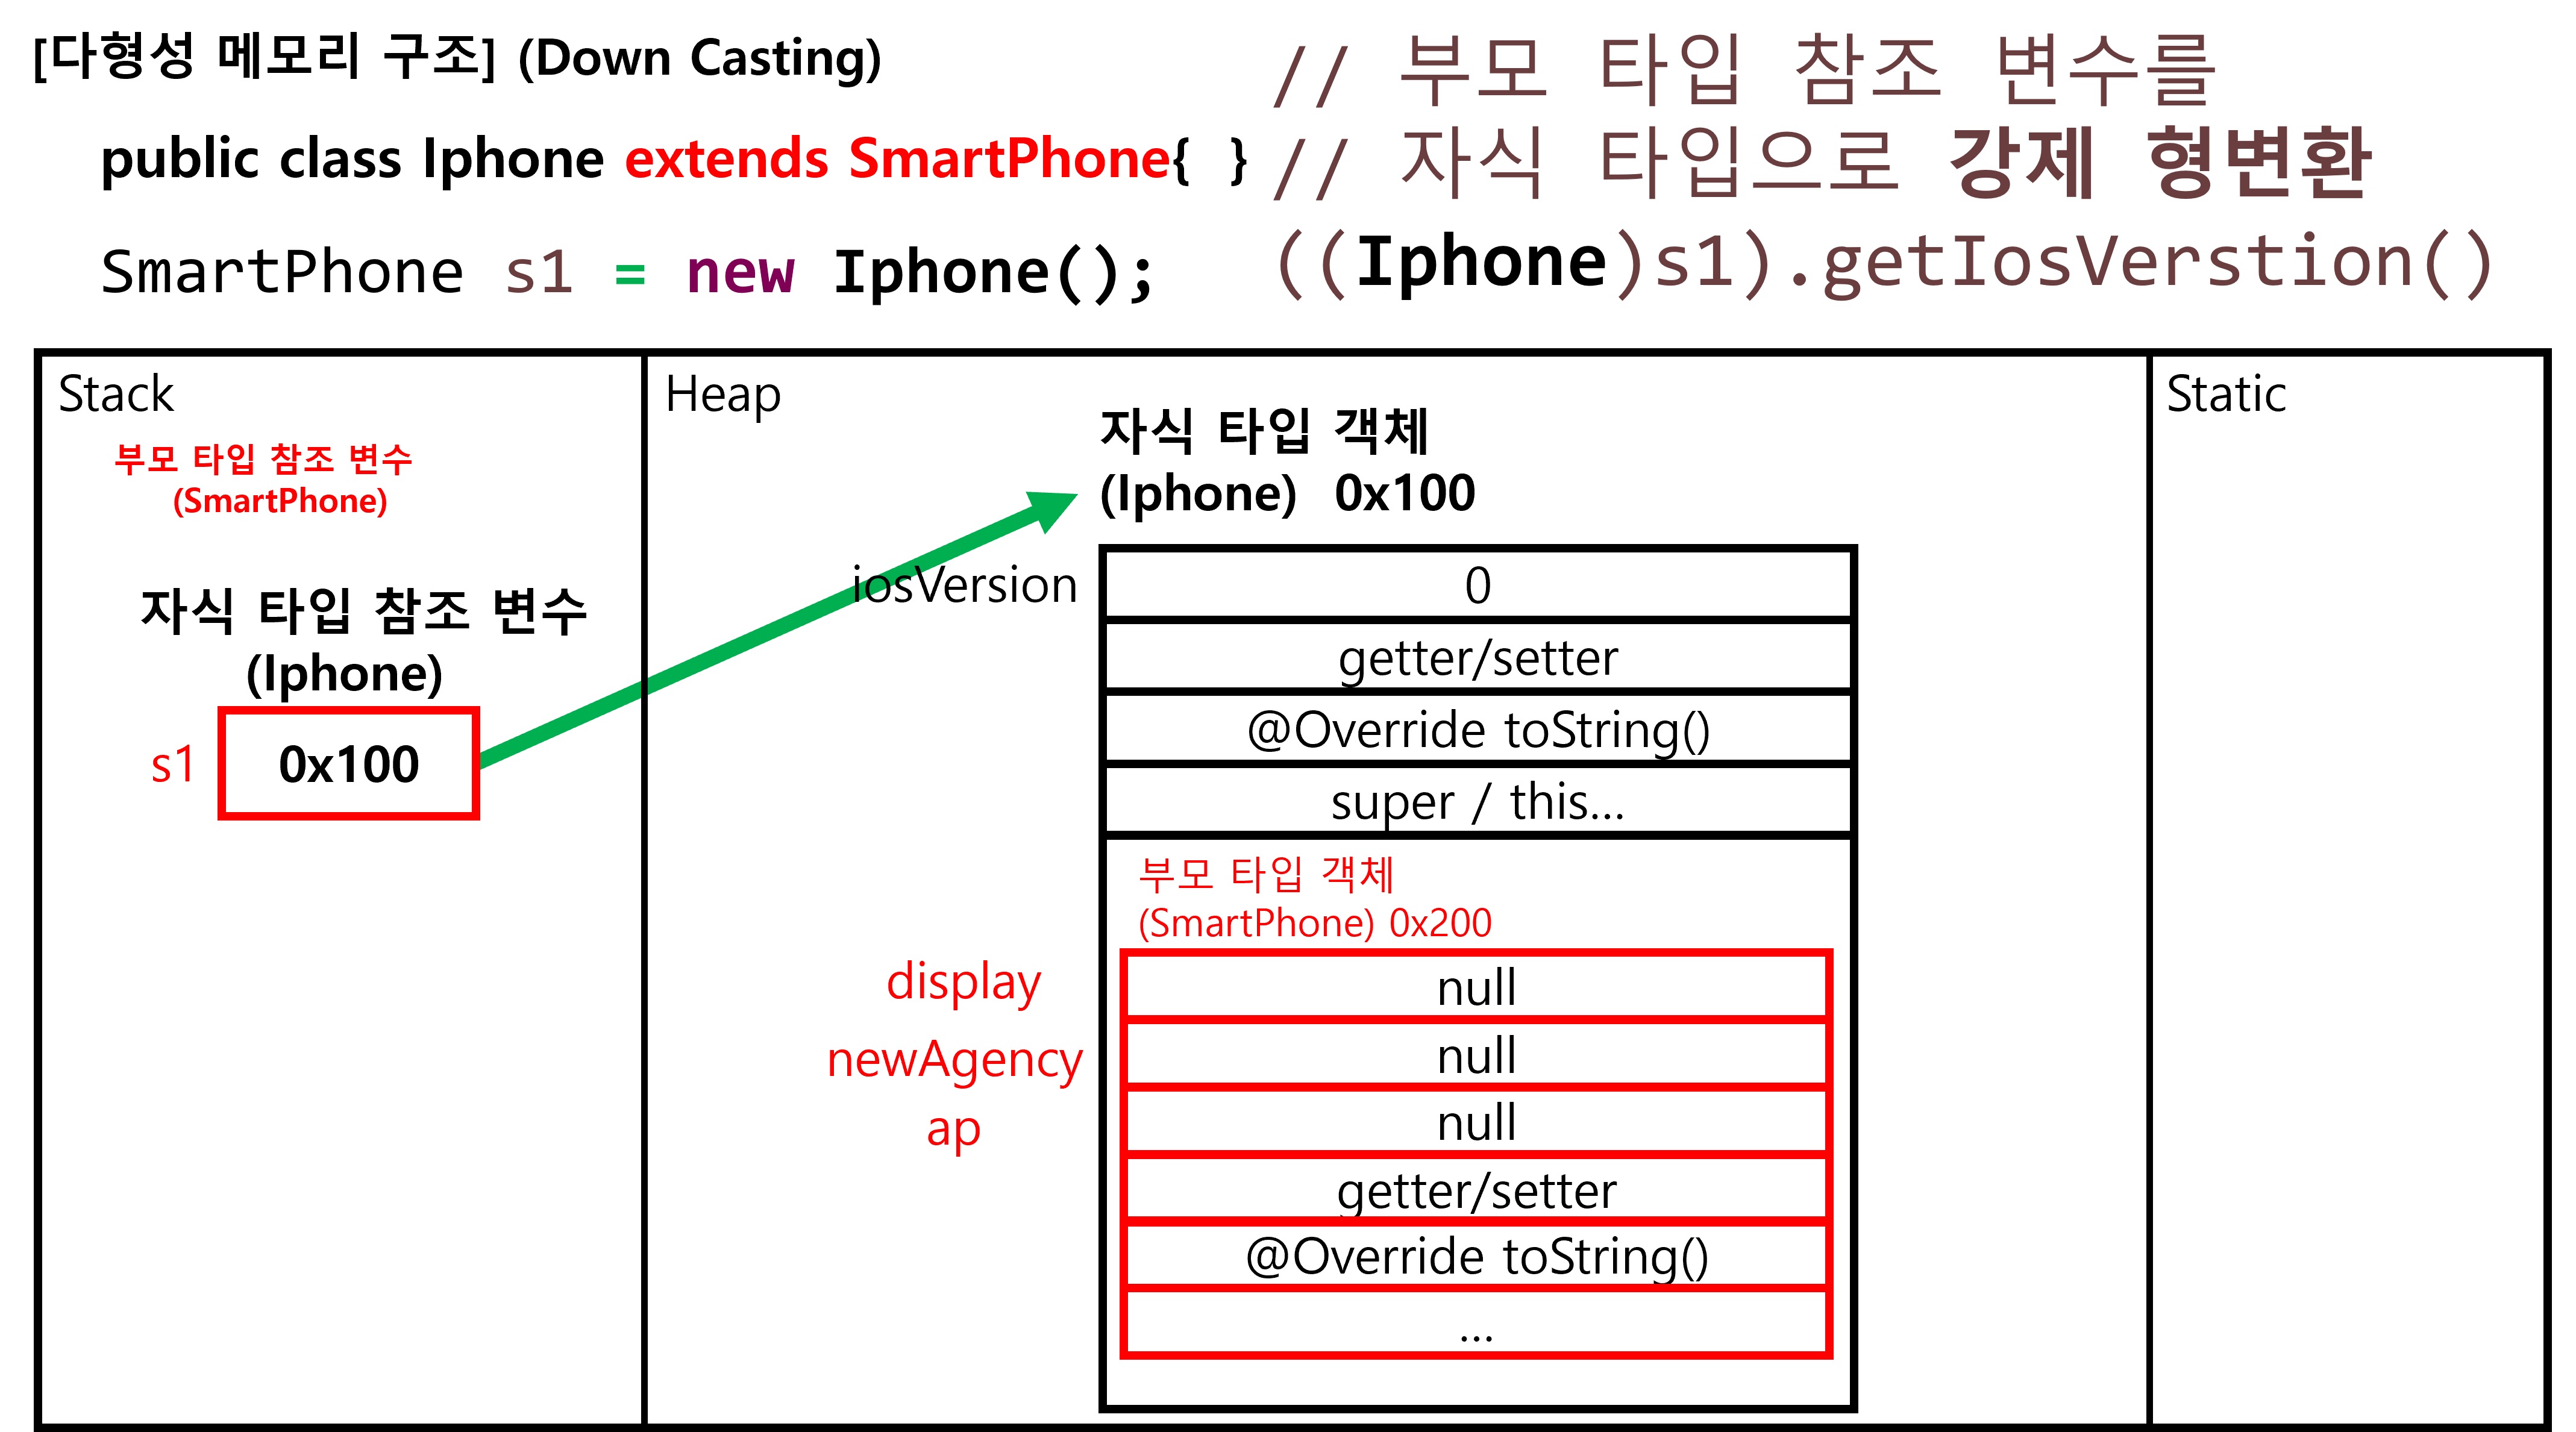 [다형성 메모리 구조] (Down Casting)
public class Iphone extends SmartPhone{ }
SmartPhone s1 = new Iphone();
// 부모 타입 참조 변수를
// 자식 타입으로 강제 형변환
((Iphone)s1).getIosVerstion()
Stack
부모 타입 참조 변수
(SmartPhone)
자식 타입 참조 변수
(Iphone)
s1
0x100
Heap
자식 타입 객체
(Iphone) 0x100
iosVersion
0
getter/setter
@Override toString()
super / this...
부모 타입 객체
(SmartPhone) 0x200
display
null
newAgency
null
ap
null
getter/setter
@Override toString()
...
Static